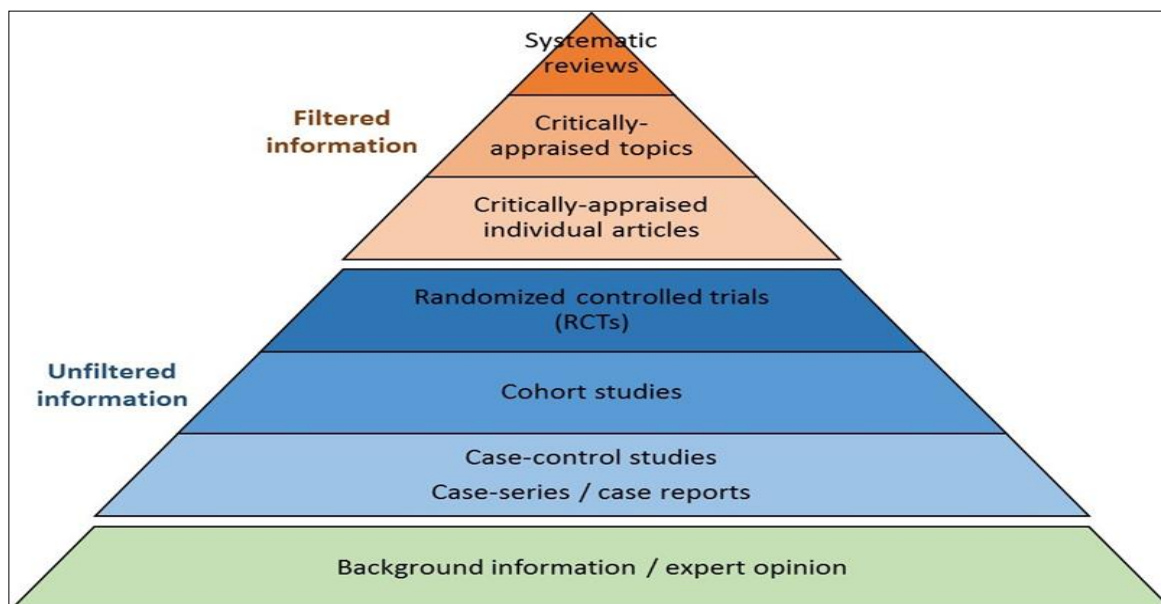 Systematic
reviews
Filtered
information
Critically-
appraised topics
Critically-appraised
individual articles
Randomized controlled trials
(RCTs)
Unfiltered
information
Cohort studies
Case-control studies
Case-series / case reports
Background information / expert opinion